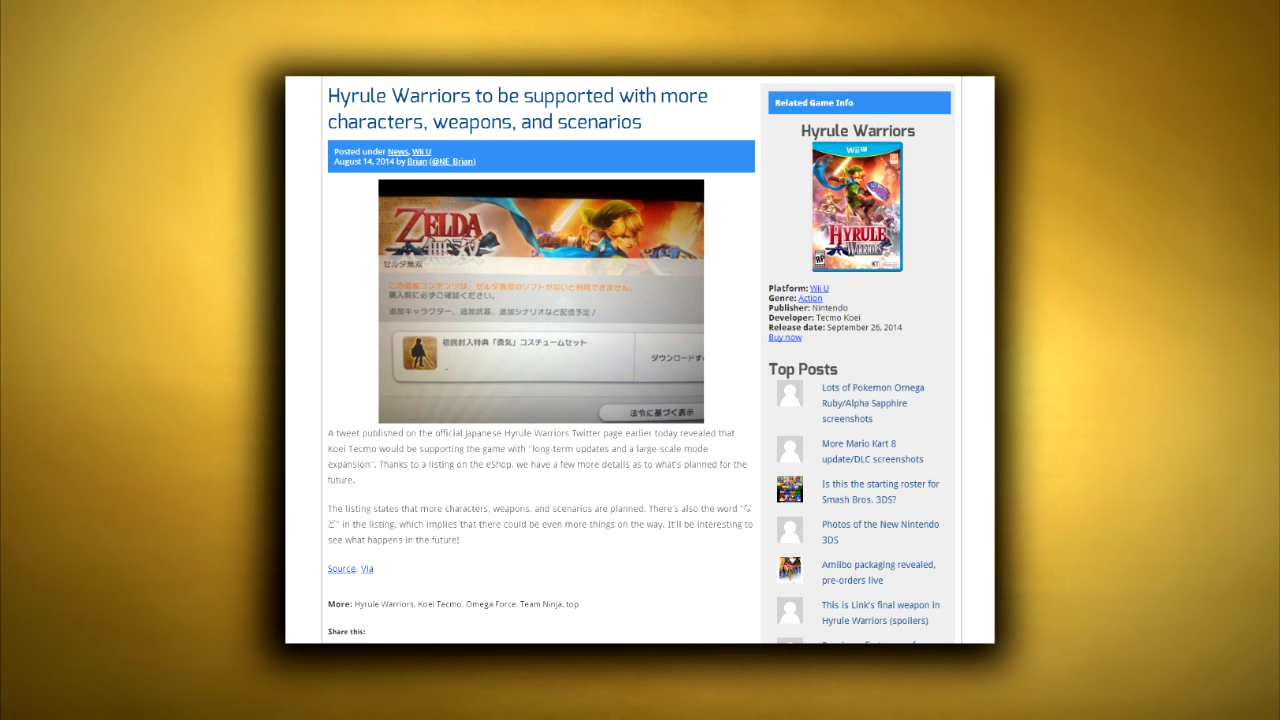 Hyrule Warriors to be supported with more
characters, weapons, and scenarios
Posted under News, Wii U
August 14, 2014 by Brian (@NE_Brian)
ZELDA
無双
ゼルダ無双
この追加コンテンツは、ゼルダ無双のソフトがないと利用できません。
購入前に必ずご確認ください。
追加キャラクター、追加武器、追加シナリオなど配信予定！
初回封入特典「勇気」コスチュームセット
ダウンロードす
法令に基づく表示
A tweet published on the official Japanese Hyrule Warriors Twitter page earlier today revealed that
Koei Tecmo would be supporting the game with "long-term updates and a large-scale mode
expansion". Thanks to a listing on the eShop, we have a few more details as to what's planned for the
future.
The listing states that more characters, weapons, and scenarios are planned. There's also the word "な
ど" in the listing, which implies that there could be even more things on the way. It'll be interesting to
see what happens in the future!
Source, Via
More: Hyrule Warriors, Koei Tecmo, Omega Force, Team Ninja, top
Share this:
Related Game Info
Hyrule Warriors
Wii U
HYRULE
WARRIORS
RP
KT
Platform: Wii U
Genre: Action
Publisher: Nintendo
Developer: Tecmo Koei
Release date: September 26, 2014
Buy now
Top Posts
Lots of Pokemon Omega
Ruby/Alpha Sapphire
screenshots
More Mario Kart 8
update/DLC screenshots
Is this the starting roster for
Smash Bros. 3DS?
Photos of the New Nintendo
3DS
Amiibo packaging revealed,
pre-orders live
This is Link's final weapon in
Hyrule Warriors (spoilers)